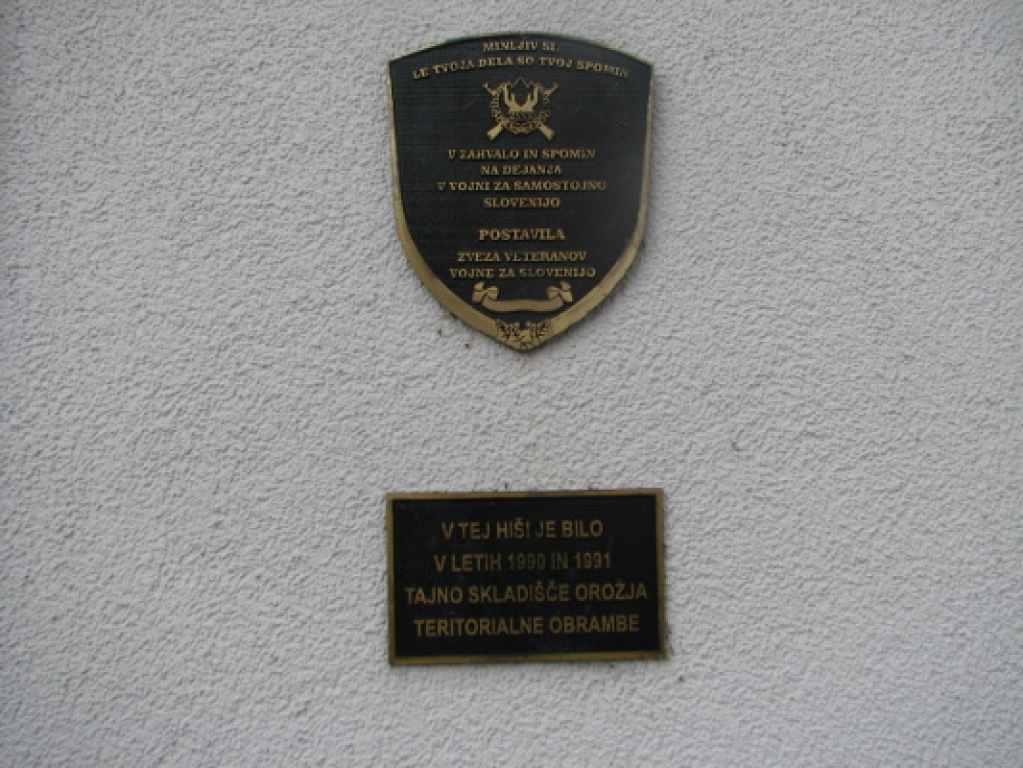 MINLJIV SI,
LE TVOJA DELA SO TVOJ SPOMIN
V ZAHVALO IN SPOMIN
NA DEJANJA
V VOJNI ZA SAMOSTOJNO
SLOVENIJO
POSTAVILA
ZVEZA VETERANOV
VOJNE ZA SLOVENIJO
V TEJ HIŠI JE BILO
V LETIH 1990 IN 1991
TAJNO SKLADIŠČE OROŽJA
TERITORIALNE OBRAMBE